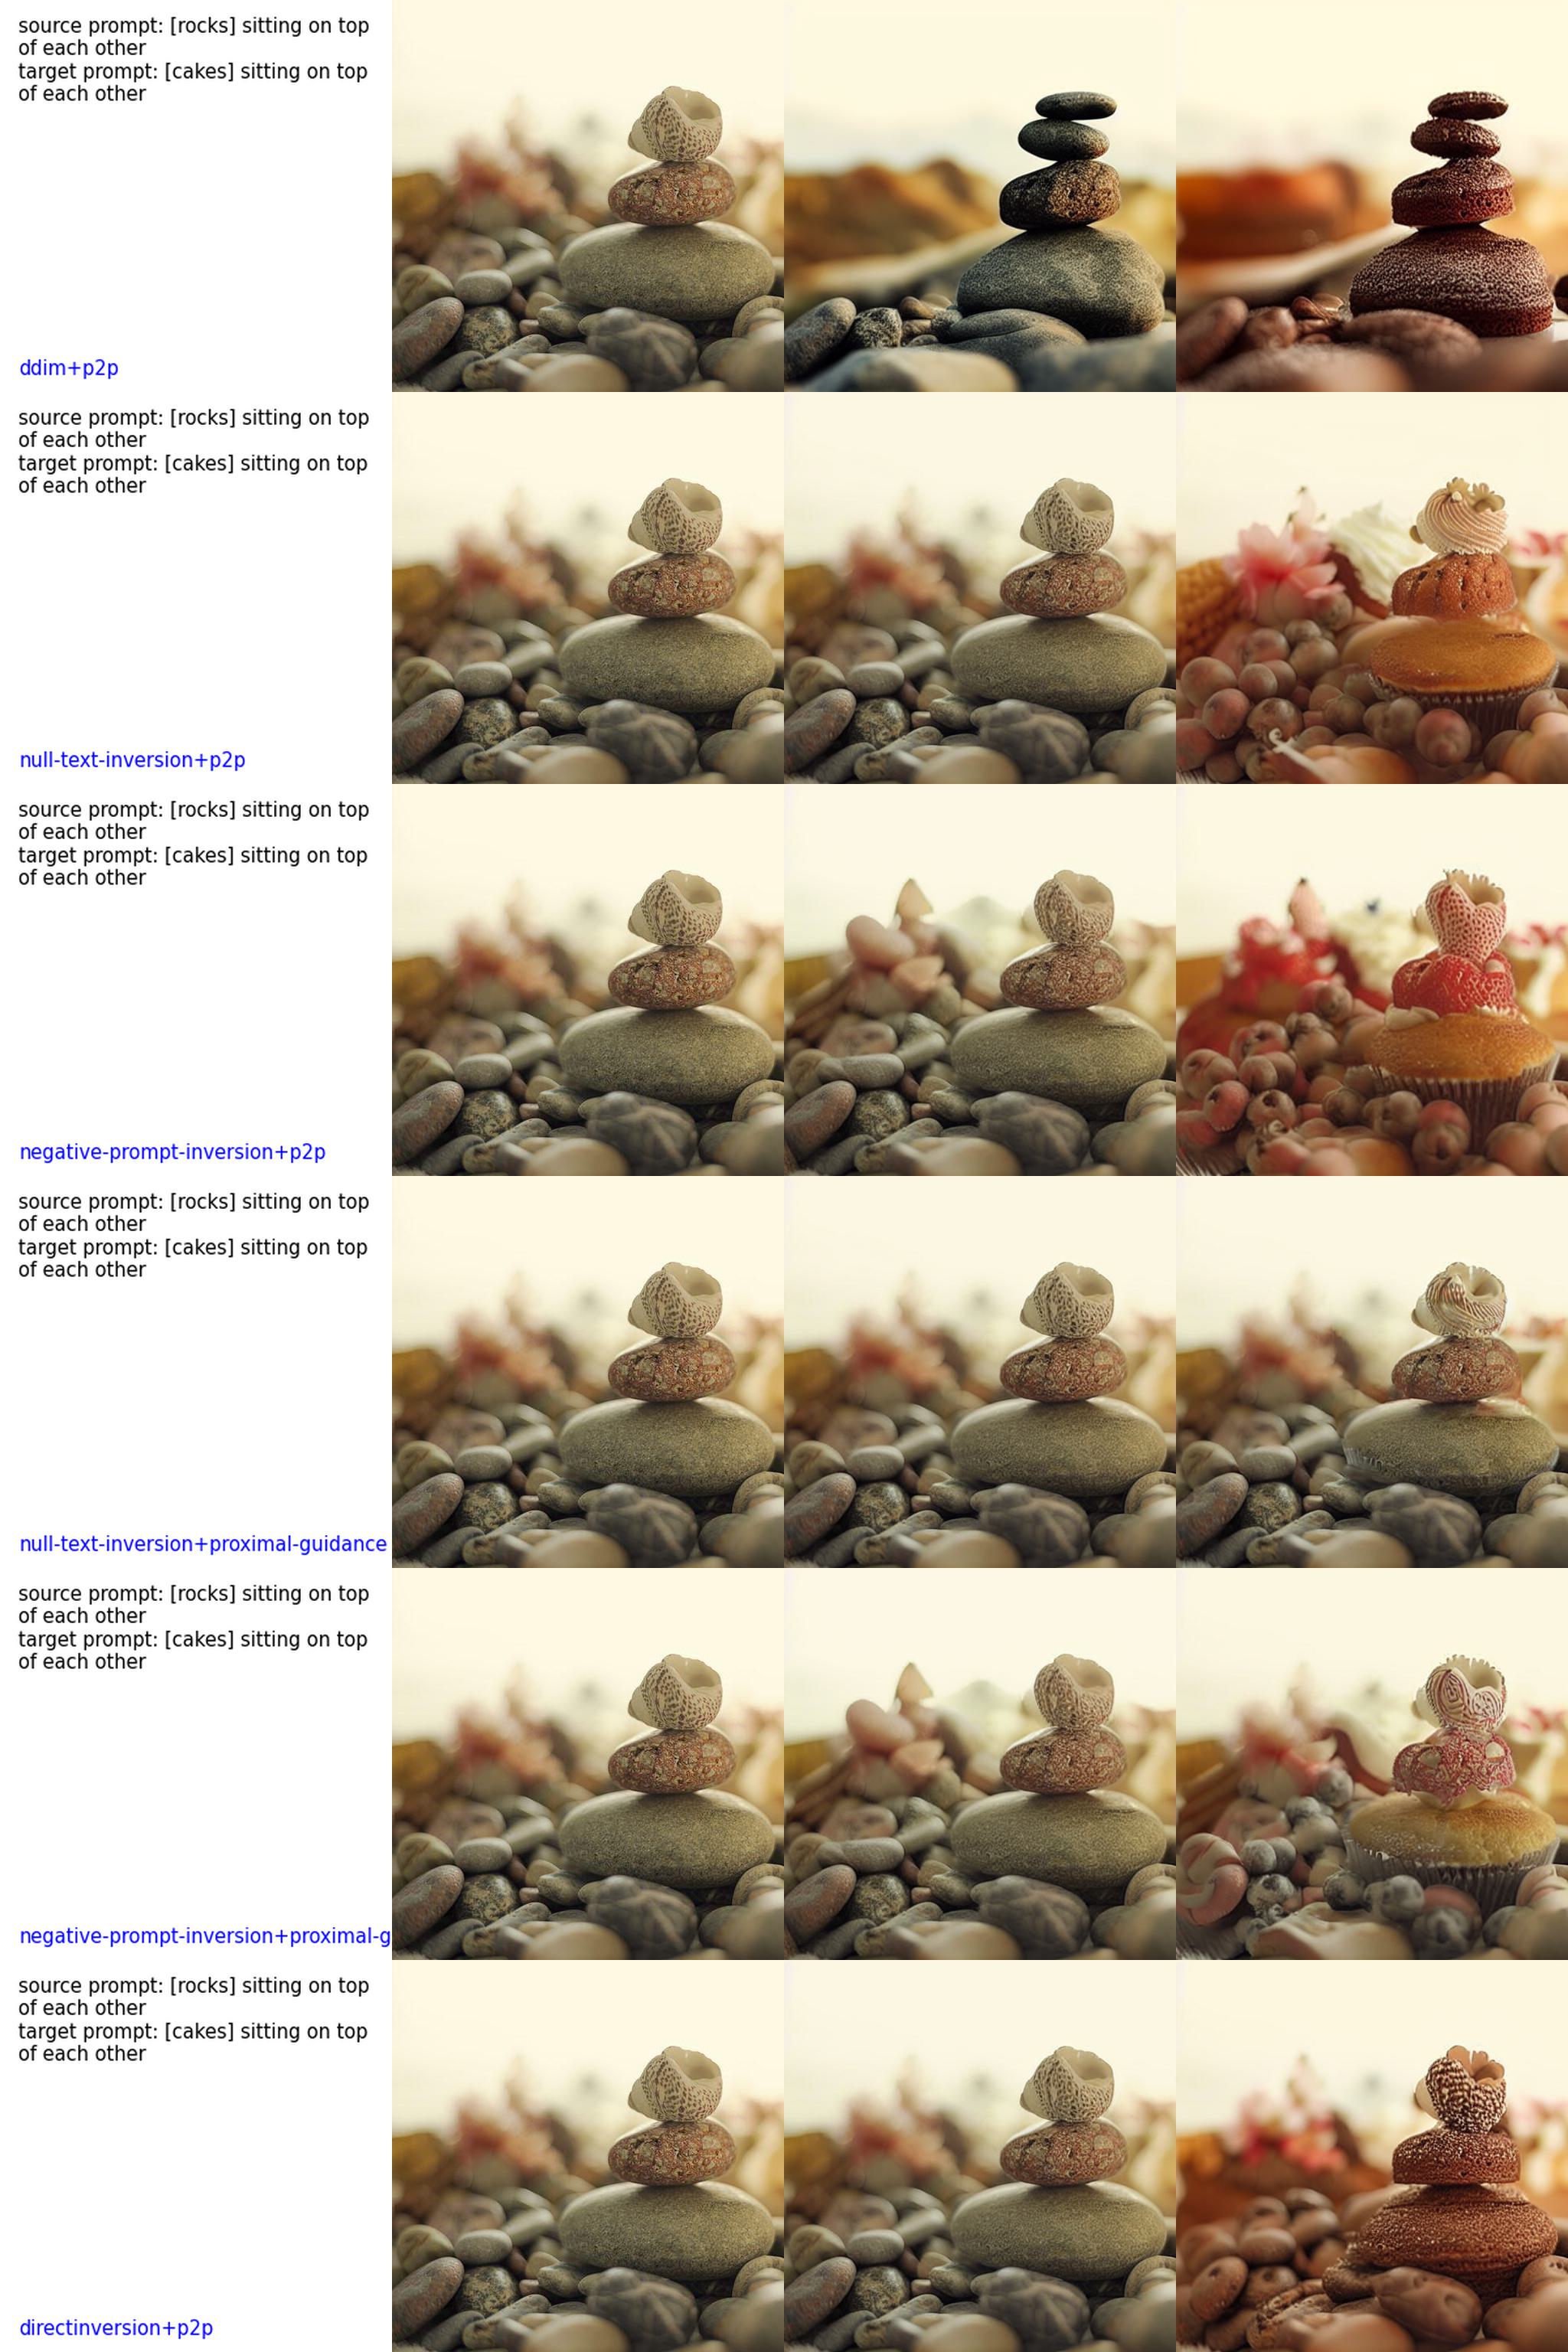 source prompt: [rocks] sitting on top
of each other
target prompt: [cakes] sitting on top
of each other
ddim+p2p
source prompt: [rocks] sitting on top
of each other
target prompt: [cakes] sitting on top
of each other
null-text-inversion+p2p
source prompt: [rocks] sitting on top
of each other
target prompt: [cakes] sitting on top
of each other
negative-prompt-inversion+p2p
source prompt: [rocks] sitting on top
of each other
target prompt: [cakes] sitting on top
of each other
null-text-inversion+proximal-guidance
source prompt: [rocks] sitting on top
of each other
target prompt: [cakes] sitting on top
of each other
negative-prompt-inversion+proximal-g
source prompt: [rocks] sitting on top
of each other
target prompt: [cakes] sitting on top
of each other
directinversion+p2p